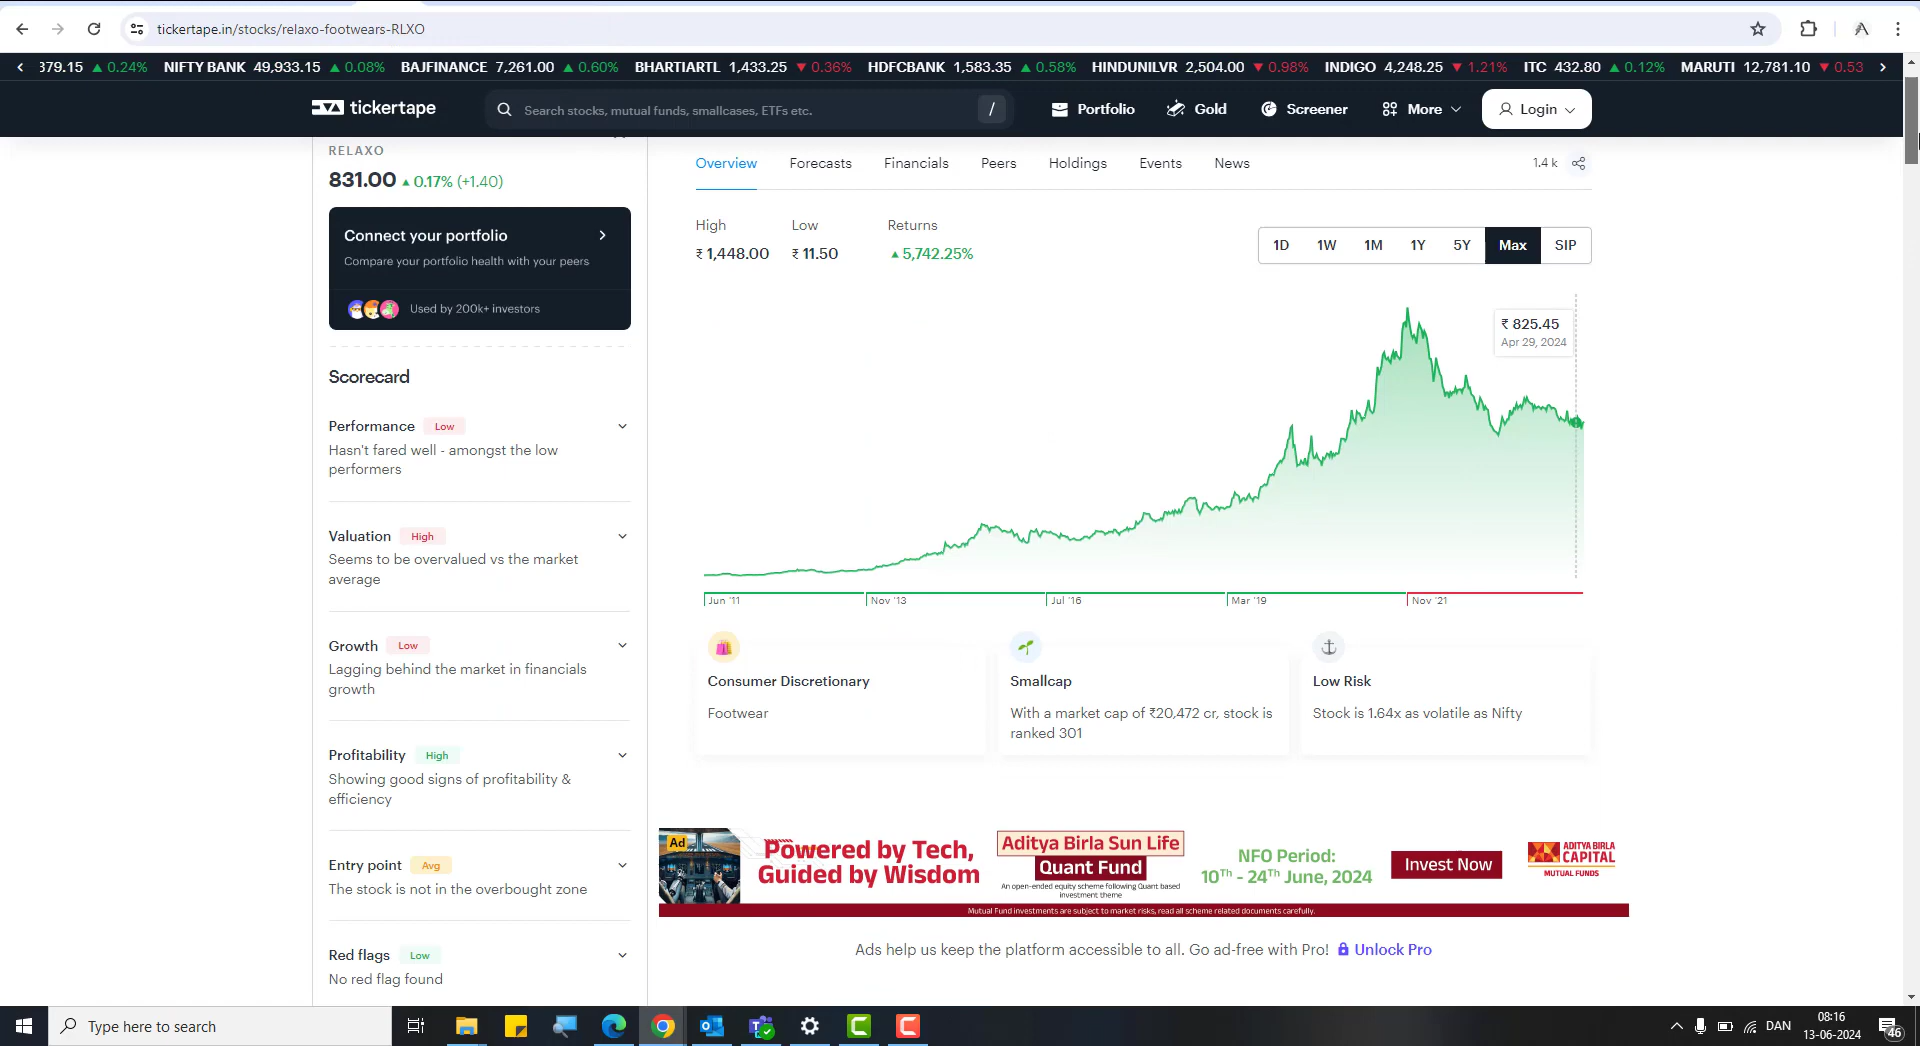 tickertape.in/stocks/relaxo-footwears-RLXO
379.15 ▲ 0.24% NIFTY BANK 49,933.15 ▲ 0.08% BAJFINANCE 7,261.00 ▲ 0.60% BHARTIARTL 1,433.25 ▼ 0.36% HDFCBANK 1,583.35 ▲ 0.58% HINDUNILVR 2,504.00 ▼ 0.98% INDIGO 4,248.25 ▼ 1.21% ITC 432.80 ▲ 0.12% MARUTI 12,781.10 ▼ 0.53
tickertape Search stocks, mutual funds, smallcases, ETFs etc. / Portfolio Gold Screener More Login
RELAXO
831.00 ▲ 0.17% (+1.40)
Connect your portfolio
Compare your portfolio health with your peers
Used by 200k+ investors
Scorecard
Performance Low
Hasn't fared well - amongst the low
performers
Valuation High
Seems to be overvalued vs the market
average
Growth Low
Lagging behind the market in financials
growth
Profitability High
Showing good signs of profitability &
efficiency
Entry point Avg
The stock is not in the overbought zone
Red flags Low
No red flag found
Overview Forecasts Financials Peers Holdings Events News 1.4 k
High Low Returns
₹ 1,448.00 ₹ 11.50 ▲ 5,742.25%
1D 1W 1M 1Y 5Y Max SIP
₹ 825.45
Apr 29, 2024
Jun '11 Nov '13 Jul '16 Mar '19 Nov '21
Consumer Discretionary
Footwear
Smallcap
With a market cap of ₹20,472 cr, stock is
ranked 301
Low Risk
Stock is 1.64x as volatile as Nifty
Ad
Powered by Tech,
Guided by Wisdom
Aditya Birla Sun Life
Quant Fund
An open-ended equity scheme following Quant based
investment theme
NFO Period:
10Th - 24Th June, 2024
Invest Now
ADITYA BIRLA
CAPITAL
MUTUAL FUNDS
Mutual Fund investments are subject to market risks, read all scheme related documents carefully.
Ads help us keep the platform accessible to all. Go ad-free with Pro! Unlock Pro
Type here to search
DAN
08:16
13-06-2024
46